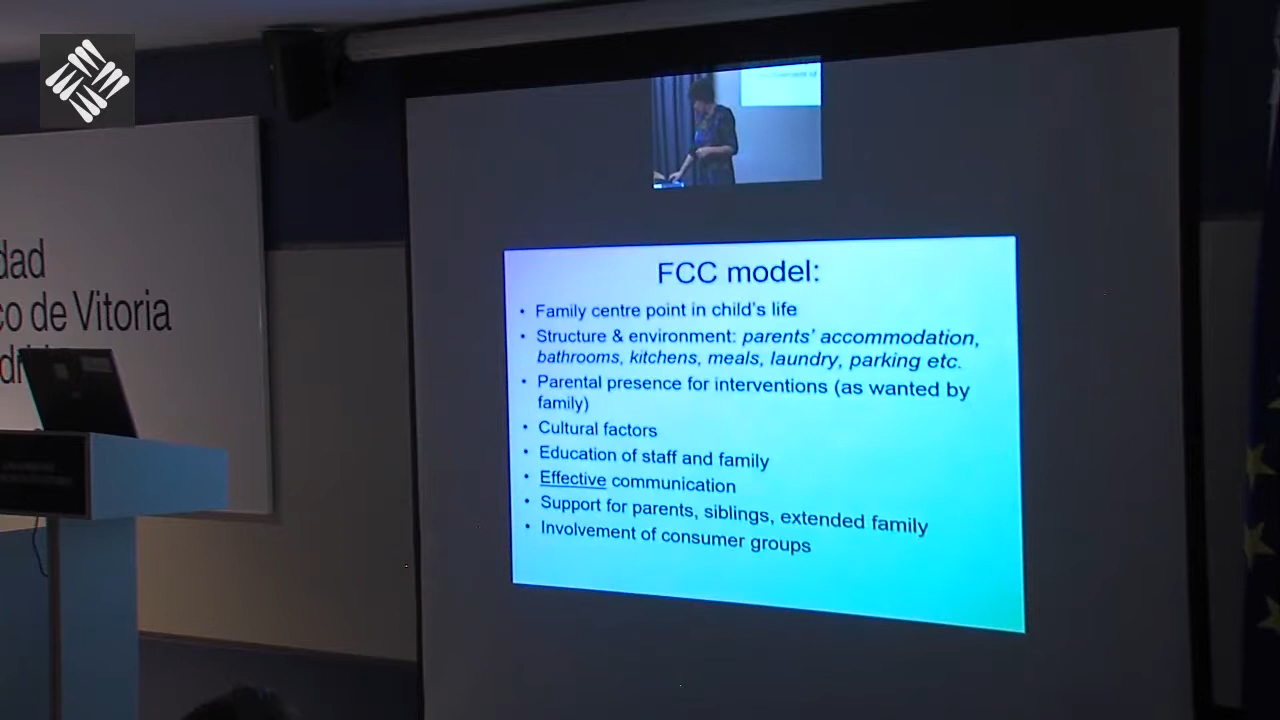 dad
co de Vitoria
FCC model:
• Family centre point in child's life
• Structure & environment: parents' accommodation,
bathrooms, kitchens, meals, laundry, parking etc.
• Parental presence for interventions (as wanted by
family)
• Cultural factors
• Education of staff and family
• Effective communication
• Support for parents, siblings, extended family
• Involvement of consumer groups